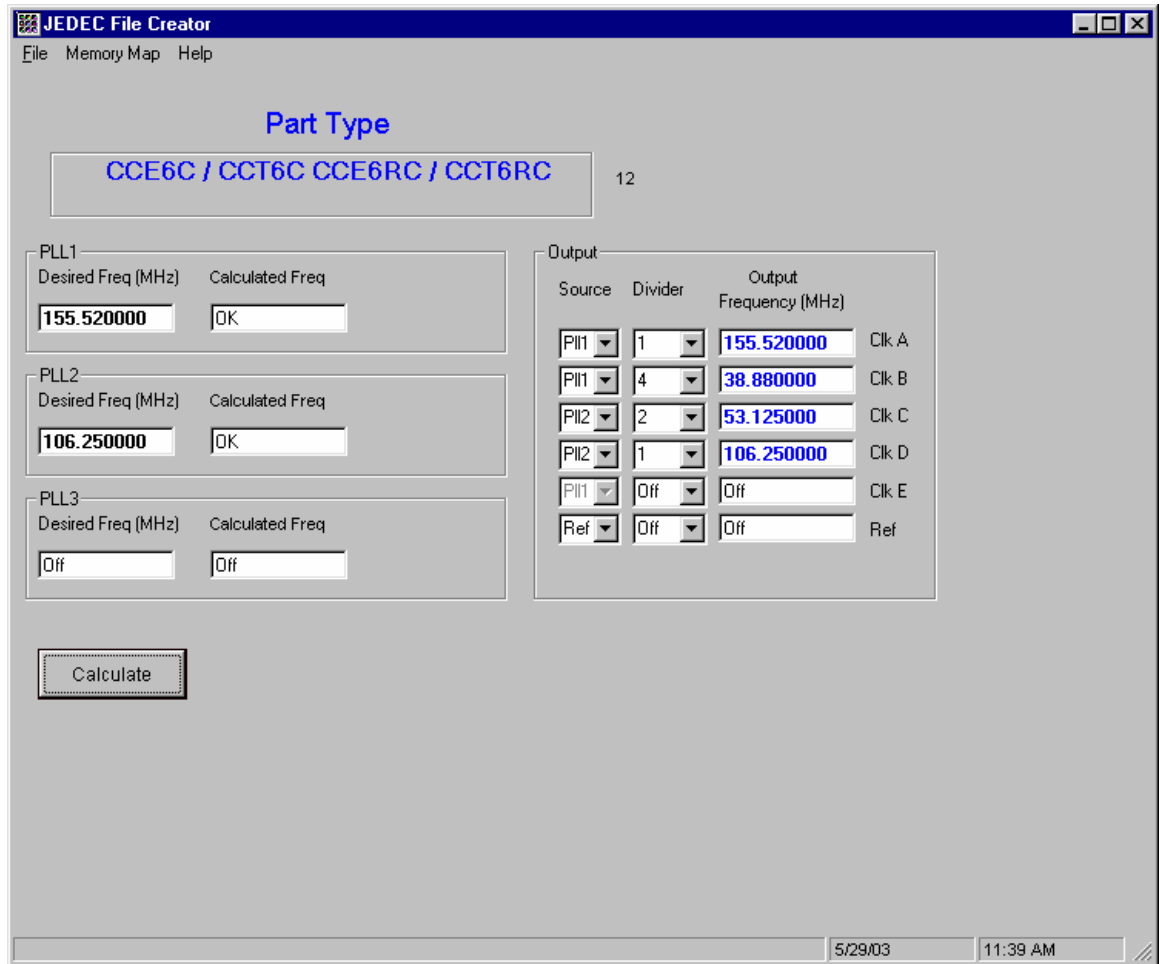 JEDEC File Creator
File Memory Map Help
Part Type
CCE6C / CCT6C CCE6RC / CCT6RC
12
PLL1
Desired Freq (MHz) Calculated Freq
155.520000 OK
PLL2
Desired Freq (MHz) Calculated Freq
106.250000 OK
PLL3
Desired Freq (MHz) Calculated Freq
Off Off
Calculate
Output
Source Divider Output Frequency (MHz)
Pll1 1 155.520000 Clk A
Pll1 4 38.880000 Clk B
Pll2 2 53.125000 Clk C
Pll2 1 106.250000 Clk D
Pll1 Off Off Clk E
Ref Off Off Ref
5/29/03 11:39 AM